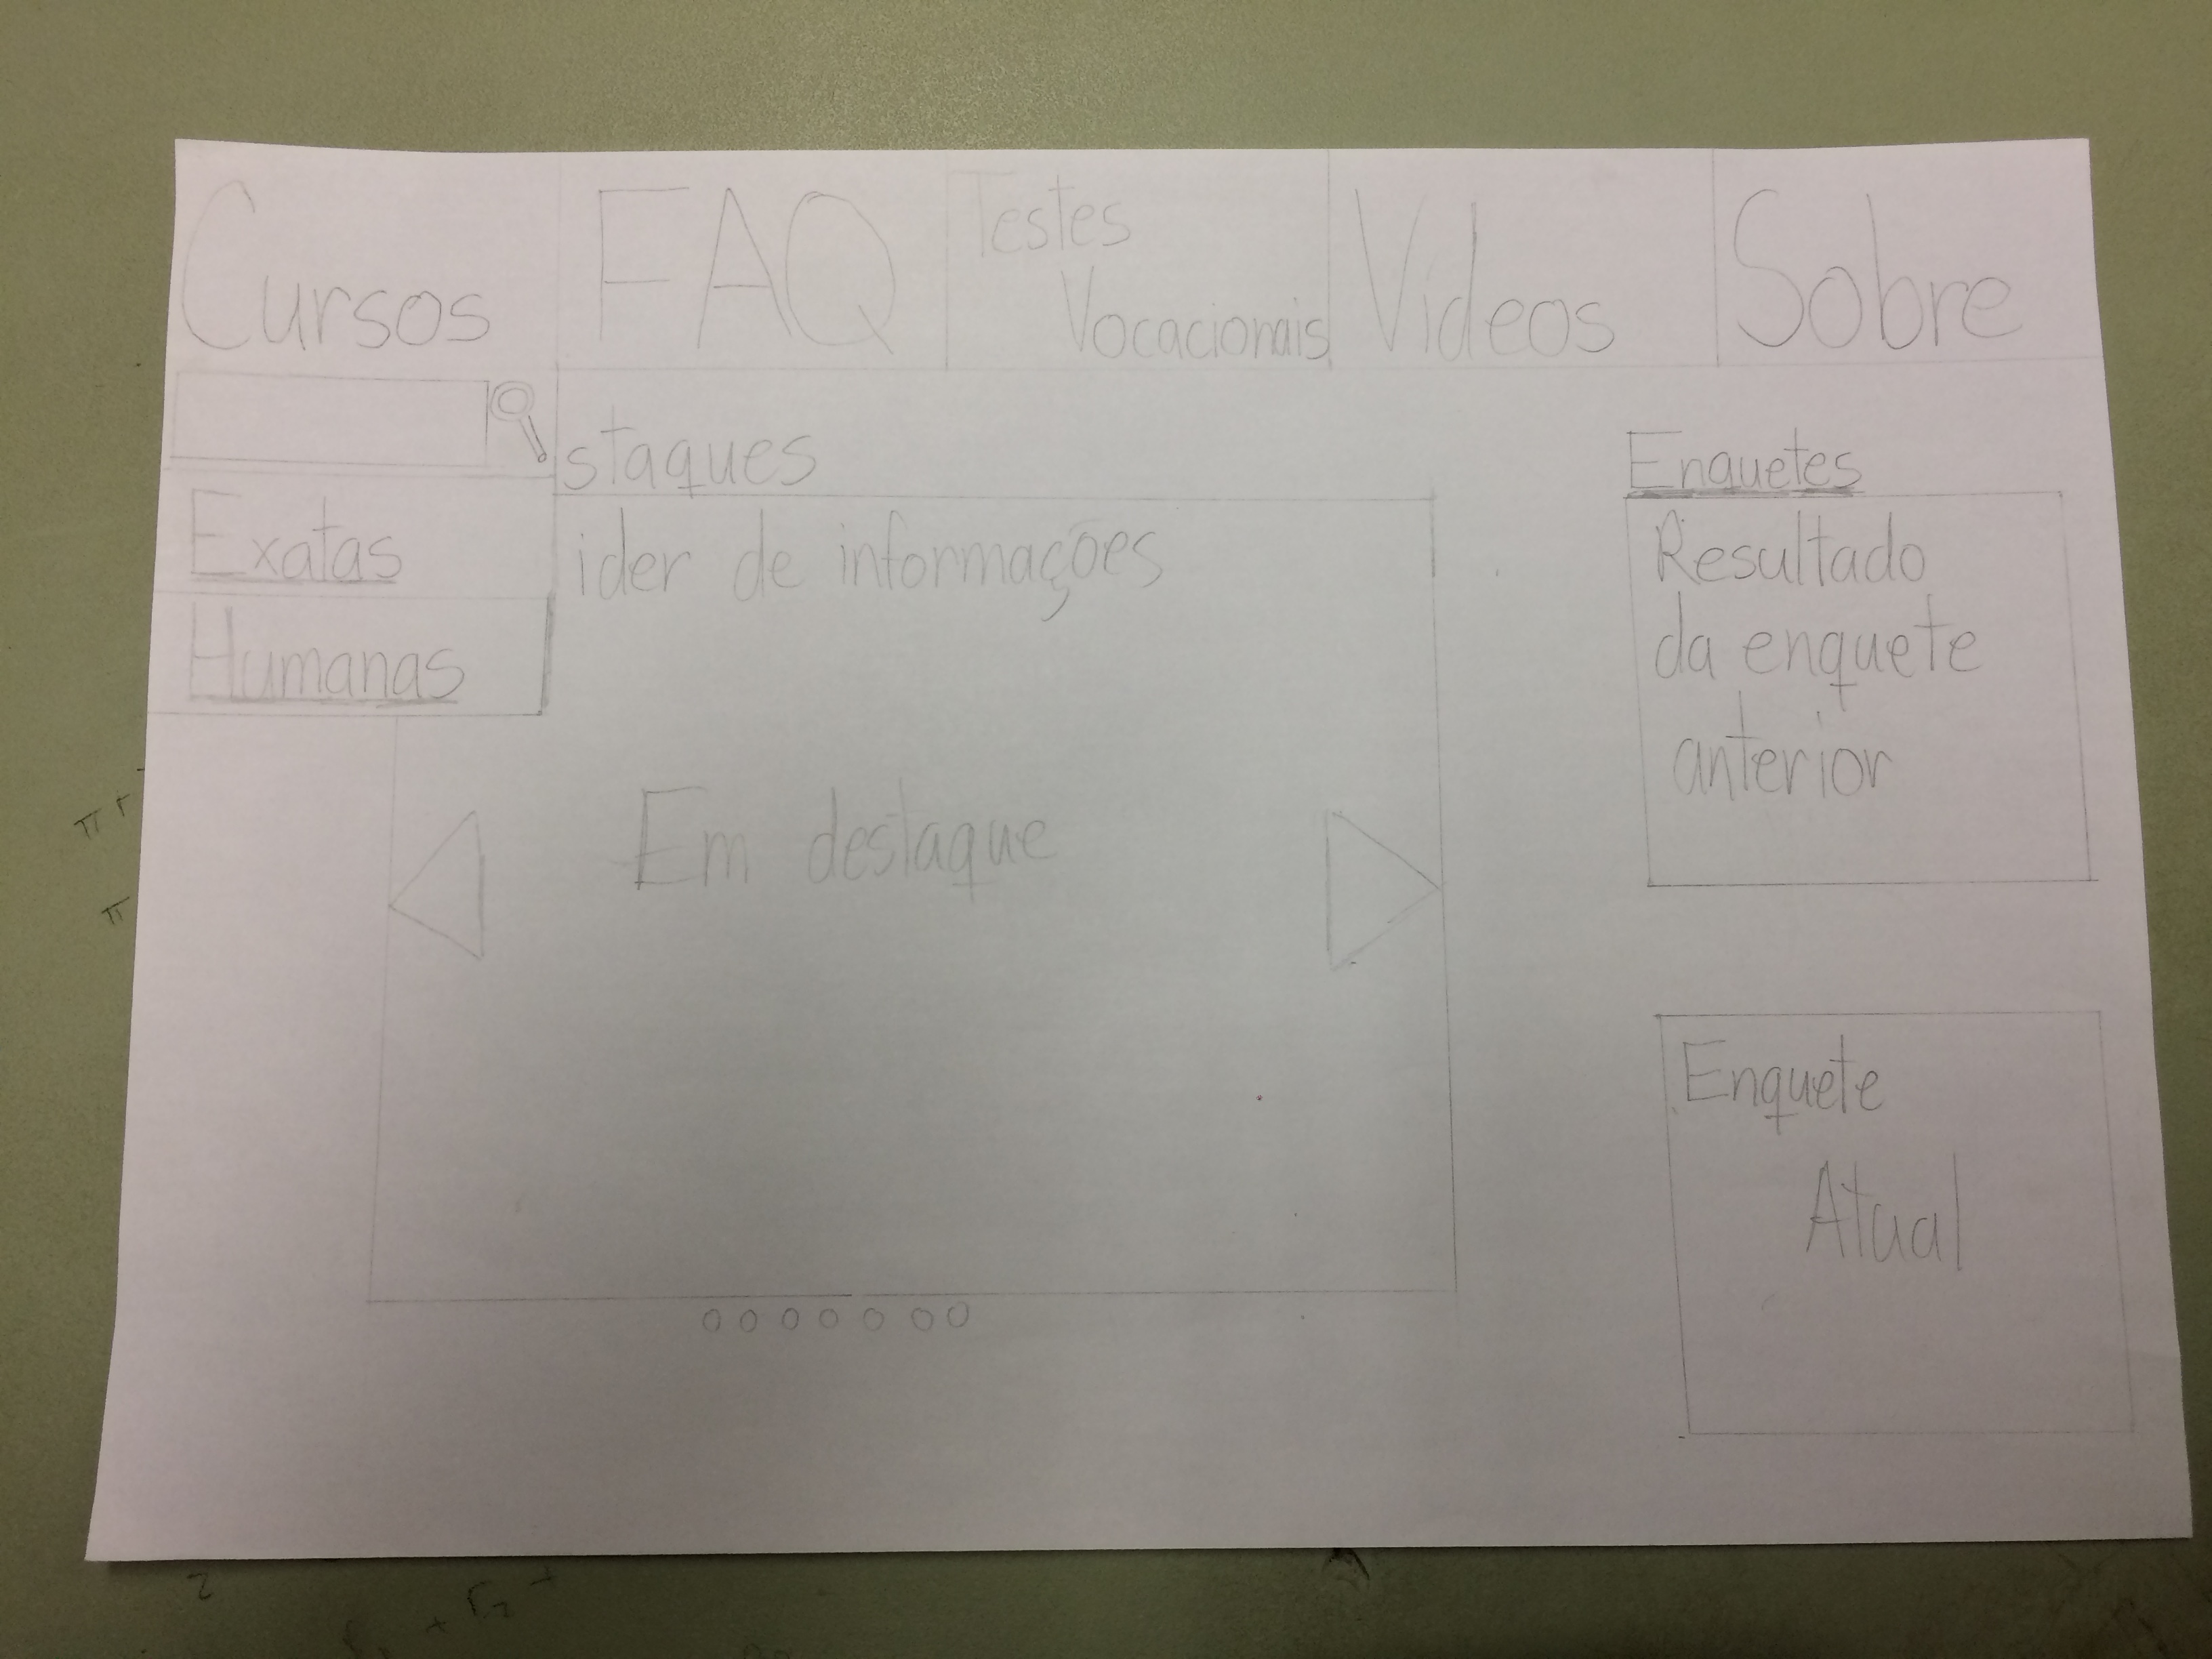 Cursos
FAQ
Testes
Vocacionais
Videos
Sobre
staques
Exatas
Humanas
ider de informações
Em destaque
Enquetes
Resultado
da enquete
anterior
Enquete
Atual